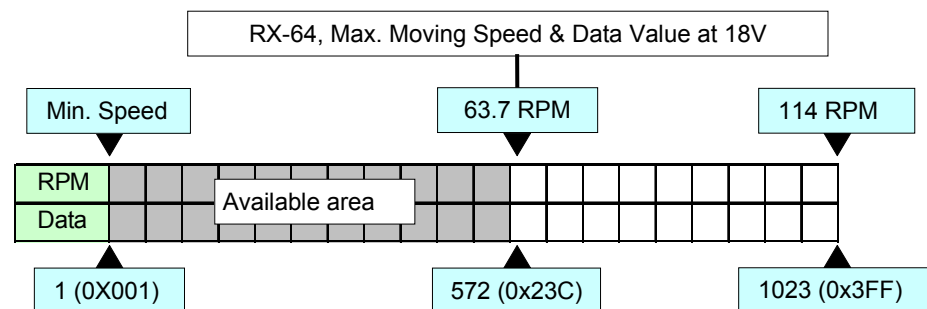 RX-64, Max. Moving Speed & Data Value at 18V
Min. Speed
63.7 RPM
114 RPM
RPM
Available area
Data
1 (0X001)
572 (0x23C)
1023 (0x3FF)